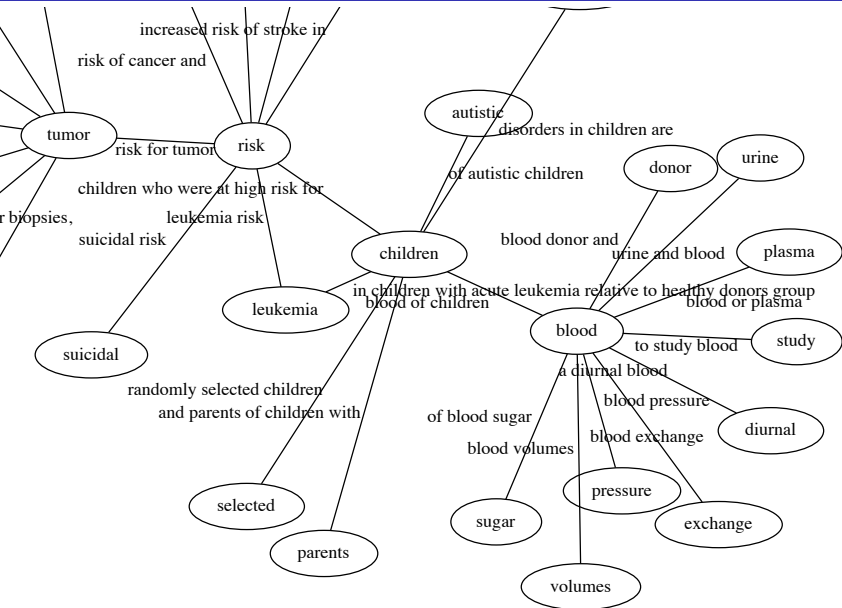 increased risk of stroke in
risk of cancer and
autistic
disorders in children are
tumor
risk
risk for tumor
donor
urine
of autistic children
children who were at high risk for
r biopsies,
leukemia risk
suicidal risk
blood donor and
urine and blood
plasma
children
in children with acute leukemia relative to healthy donors group
blood of children
blood or plasma
leukemia
blood
study
to study blood
suicidal
a diurnal blood
randomly selected children
blood pressure
and parents of children with
of blood sugar
diurnal
blood exchange
blood volumes
pressure
selected
sugar
exchange
parents
volumes